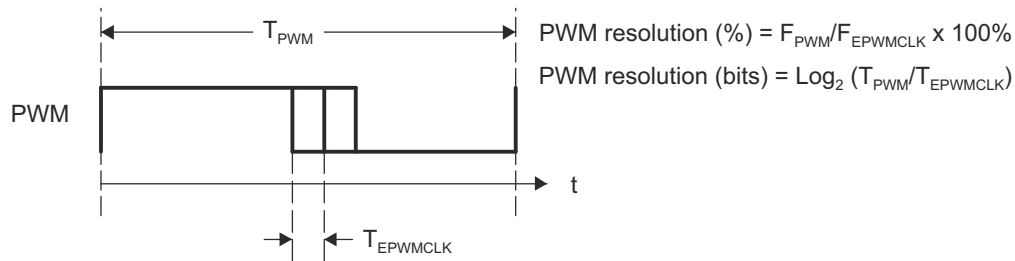 T_PWM
PWM resolution (%) = F_PWM/F_EPWMCLK x 100%
PWM resolution (bits) = Log_2 (T_PWM/T_EPWMCLK)
PWM
t
T_EPWMCLK